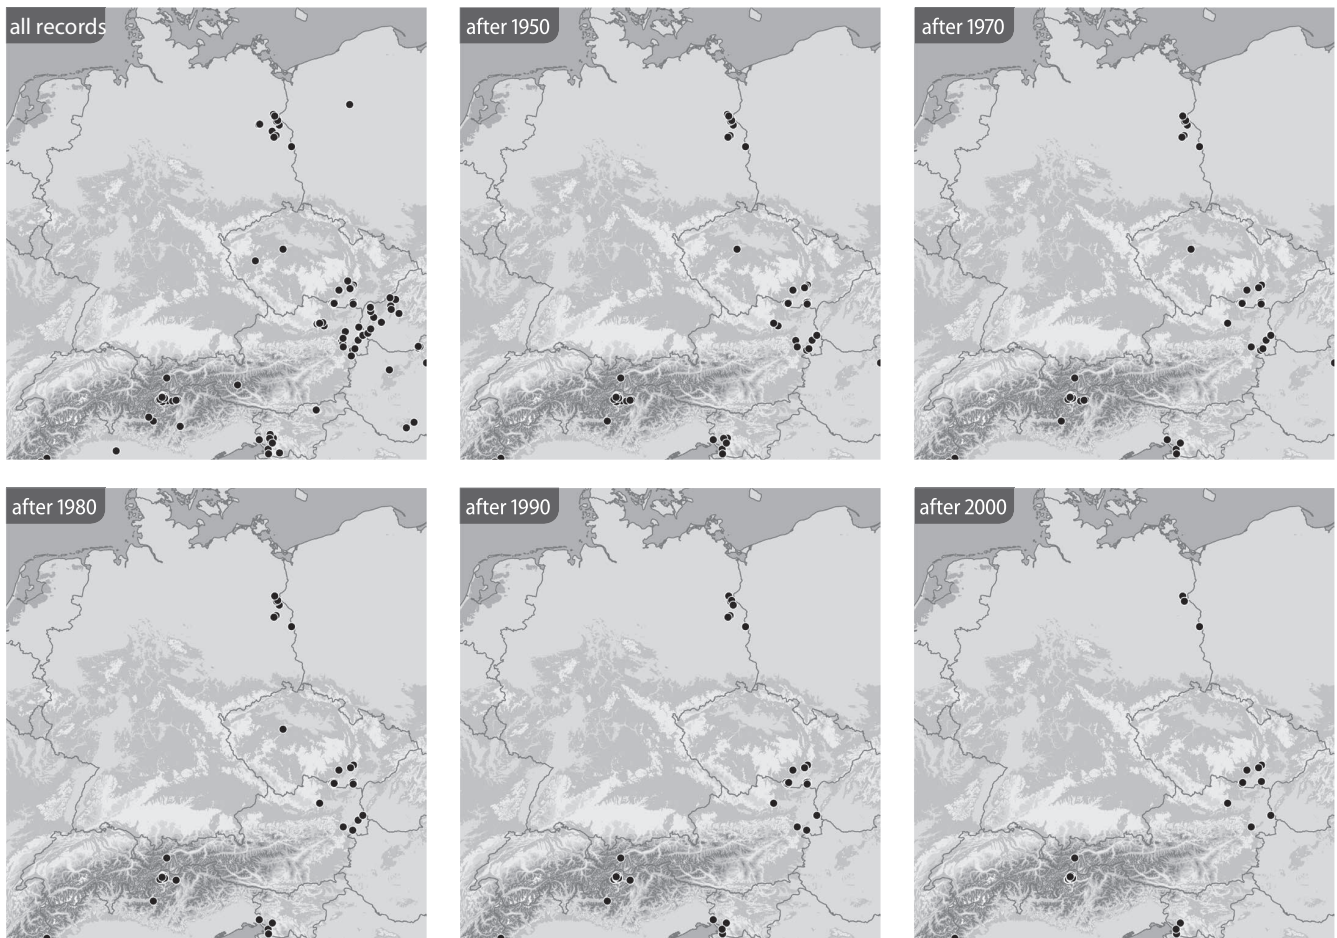 all records
after 1950
after 1970
after 1980
after 1990
after 2000